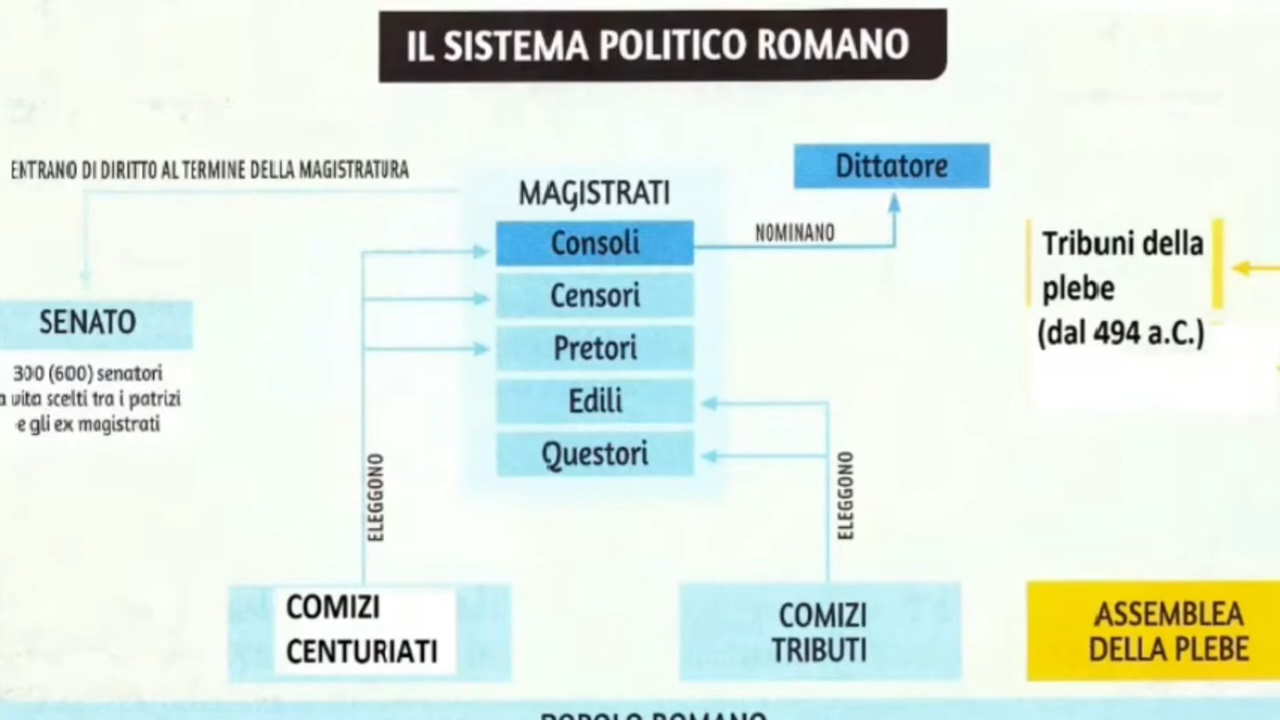 IL SISTEMA POLITICO ROMANO
ENTRANO DI DIRITTO AL TERMINE DELLA MAGISTRATURA
Dittatore
MAGISTRATI
NOMINANO
Consoli
Tribuni della
plebe
(dal 494 a.C.)
Censori
SENATO
Pretori
300 (600) senatori
a vita scelti tra i patrizi
e gli ex magistrati
Edili
Questori
ELEGGONO
ELEGGONO
COMIZI
CENTURIATI
COMIZI
TRIBUTI
ASSEMBLEA
DELLA PLEBE
POPOLO ROMANO